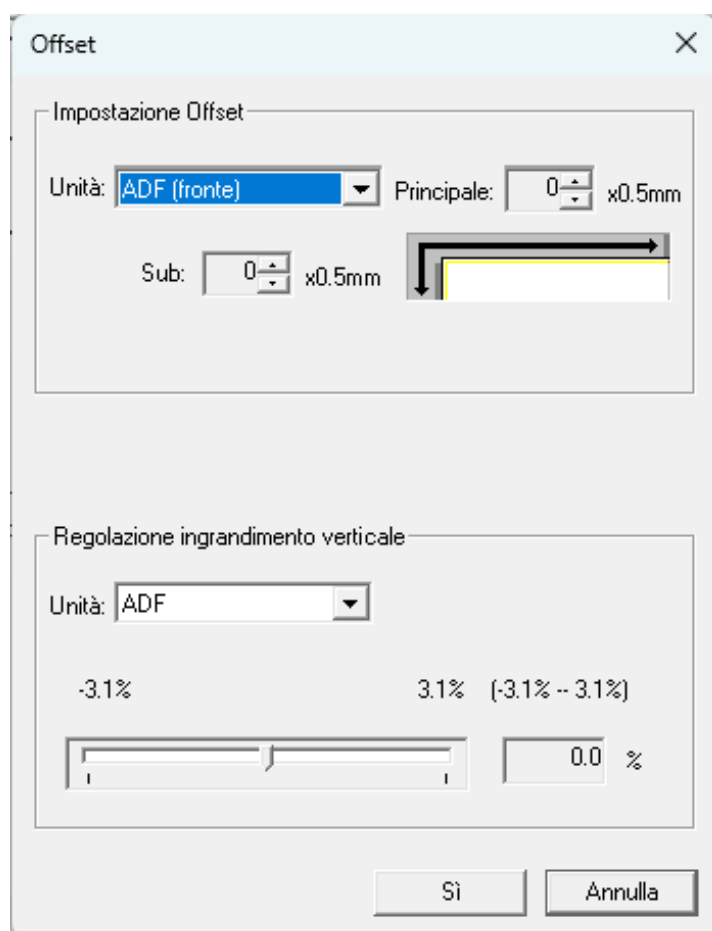 Offset
Impostazione Offset
Unità: ADF (fronte) Principale: 0 x0.5mm
Sub: 0 x0.5mm
Regolazione ingrandimento verticale
Unità: ADF
-3.1% 3.1% (-3.1% -- 3.1%)
0.0 %
Sì Annulla